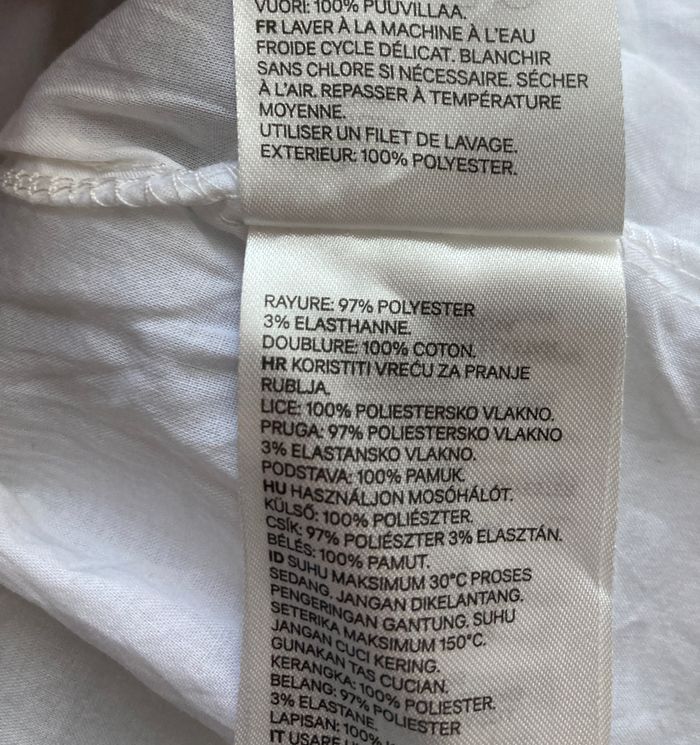 VUORI: 100% PUUVILLAA.
FR LAVER À LA MACHINE À L'EAU
FROIDE CYCLE DÉLICAT. BLANCHIR
SANS CHLORE SI NÉCESSAIRE. SÉCHER
À L'AIR. REPASSER À TEMPÉRATURE
MOYENNE.
UTILISER UN FILET DE LAVAGE.
EXTERIEUR: 100% POLYESTER.
RAYURE: 97% POLYESTER
3% ELASTHANNE.
DOUBLURE: 100% COTON.
HR KORISTITI VREĆU ZA PRANJE
RUBLJA.
LICE: 100% POLIESTERSKO VLAKNO.
PRUGA: 97% POLIESTERSKO VLAKNO
3% ELASTANSKO VLAKNO.
PODSTAVA: 100% PAMUK.
HU HASZNÁLJON MOSÓHÁLÓT.
KÜLSŐ: 100% POLIÉSZTER.
CSÍK: 97% POLIÉSZTER 3% ELASZTÁN.
BÉLÉS: 100% PAMUT.
ID SUHU MAKSIMUM 30°C PROSES
SEDANG. JANGAN DIKELANTANG.
PENGERINGAN GANTUNG. SUHU
SETERIKA MAKSIMUM 150°C.
JANGAN CUCI KERING.
GUNAKAN TAS CUCIAN.
KERANGKA: 100% POLIESTER.
BELANG: 97% POLIESTER
3% ELASTANE
LAPISAN: 100%
IT USARE